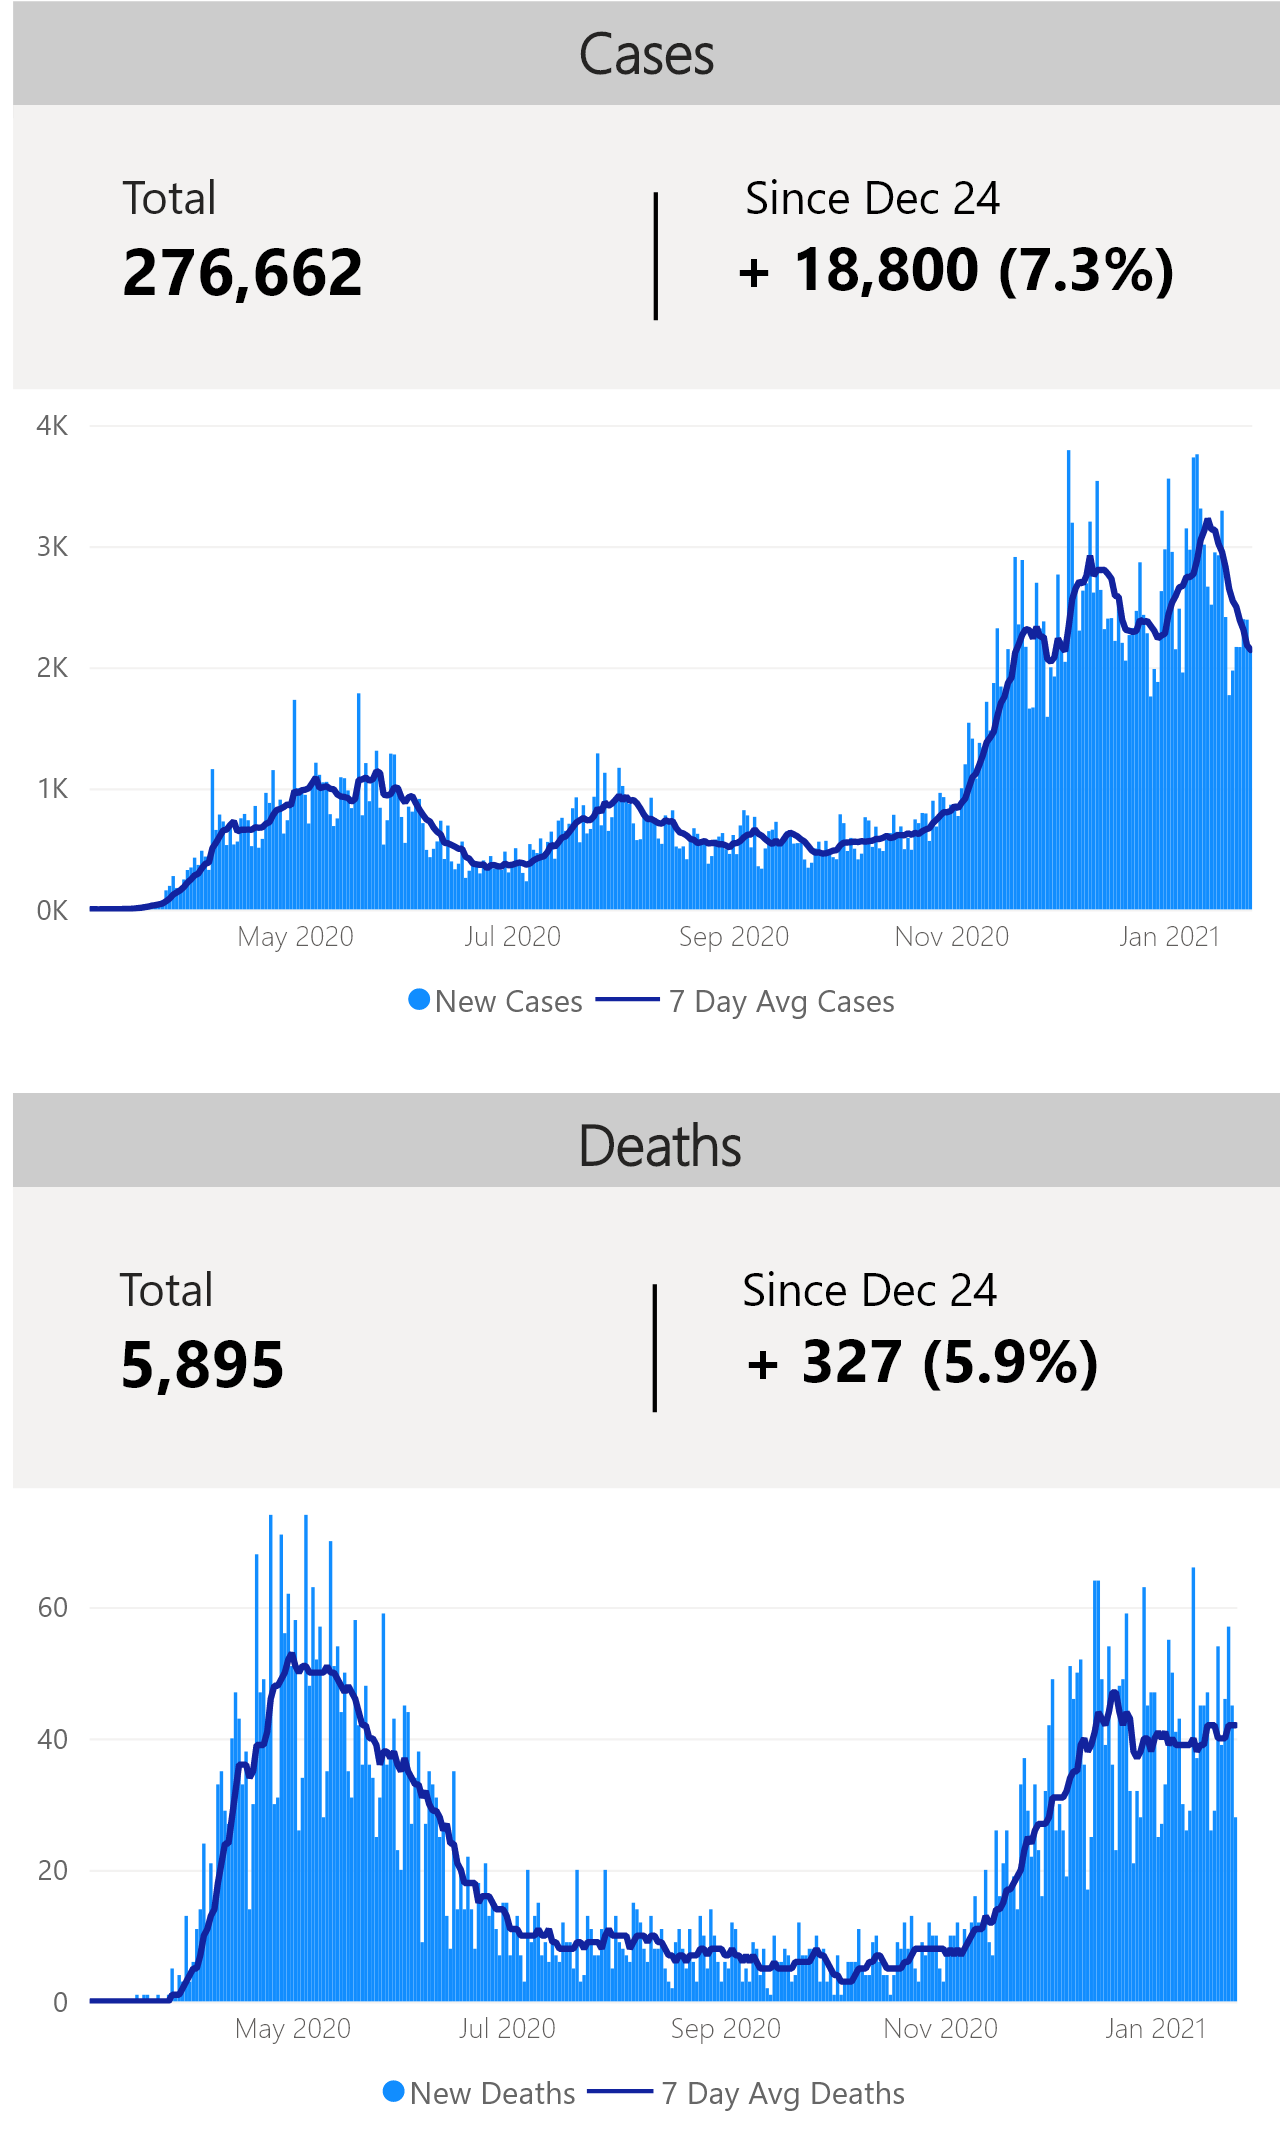 Cases
Total
Since Dec 24
276,662
+ 18,800 (7.3%)
4K
3K
2K
1K
0K
May 2020
Jul 2020
Sep 2020
Nov 2020
Jan 2021
New Cases
7 Day Avg Cases
Deaths
Total
Since Dec 24
5,895
+ 327 (5.9%)
60
40
20
0
May 2020
Jul 2020
Sep 2020
Nov 2020
Jan 2021
New Deaths
7 Day Avg Deaths